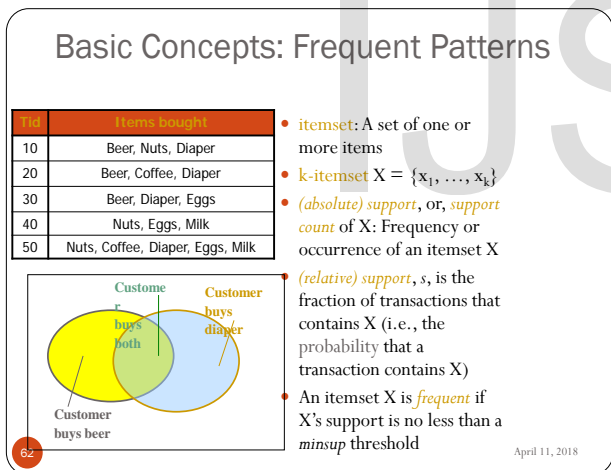 IJS
Basic Concepts: Frequent Patterns
Tid Items bought
10 Beer, Nuts, Diaper
20 Beer, Coffee, Diaper
30 Beer, Diaper, Eggs
40 Nuts, Eggs, Milk
50 Nuts, Coffee, Diaper, Eggs, Milk
Custome
r
buys
both
Customer
buys
diaper
Customer
buys beer
• itemset: A set of one or
more items
• k-itemset X = {x₁, …, xₖ}
• (absolute) support, or, support
count of X: Frequency or
occurrence of an itemset X
• (relative) support, s, is the
fraction of transactions that
contains X (i.e., the
probability that a
transaction contains X)
• An itemset X is frequent if
X's support is no less than a
minsup threshold
62
April 11, 2018